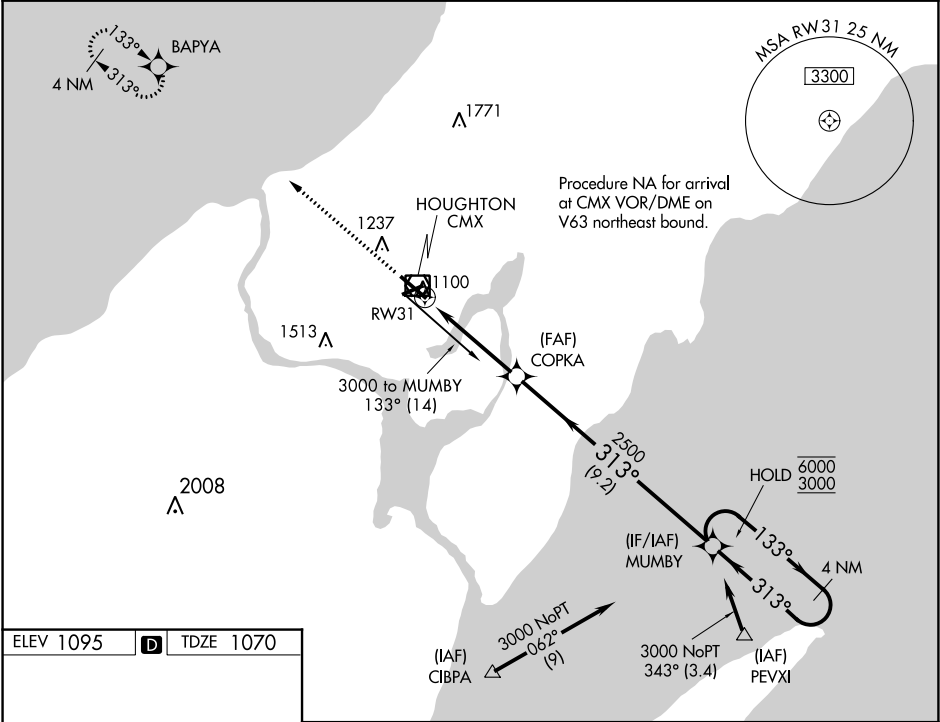 133°
BAPYA
313°
4 NM
MSA RW31 25 NM
3300
1771
Procedure NA for arrival
at CMX VOR/DME on
V63 northeast bound.
HOUGHTON
CMX
1237
1100
RW31
1513
(FAF)
COPKA
3000 to MUMBY
133° (14)
2500
313°
(9.2)
2008
HOLD 6000
3000
(IF/IAF)
MUMBY
133°
4 NM
313°
ELEV 1095 D TDZE 1070
(IAF)
CIBPA
3000 NoPT
062°
(9)
3000 NoPT
343° (3.4)
(IAF)
PEVXI